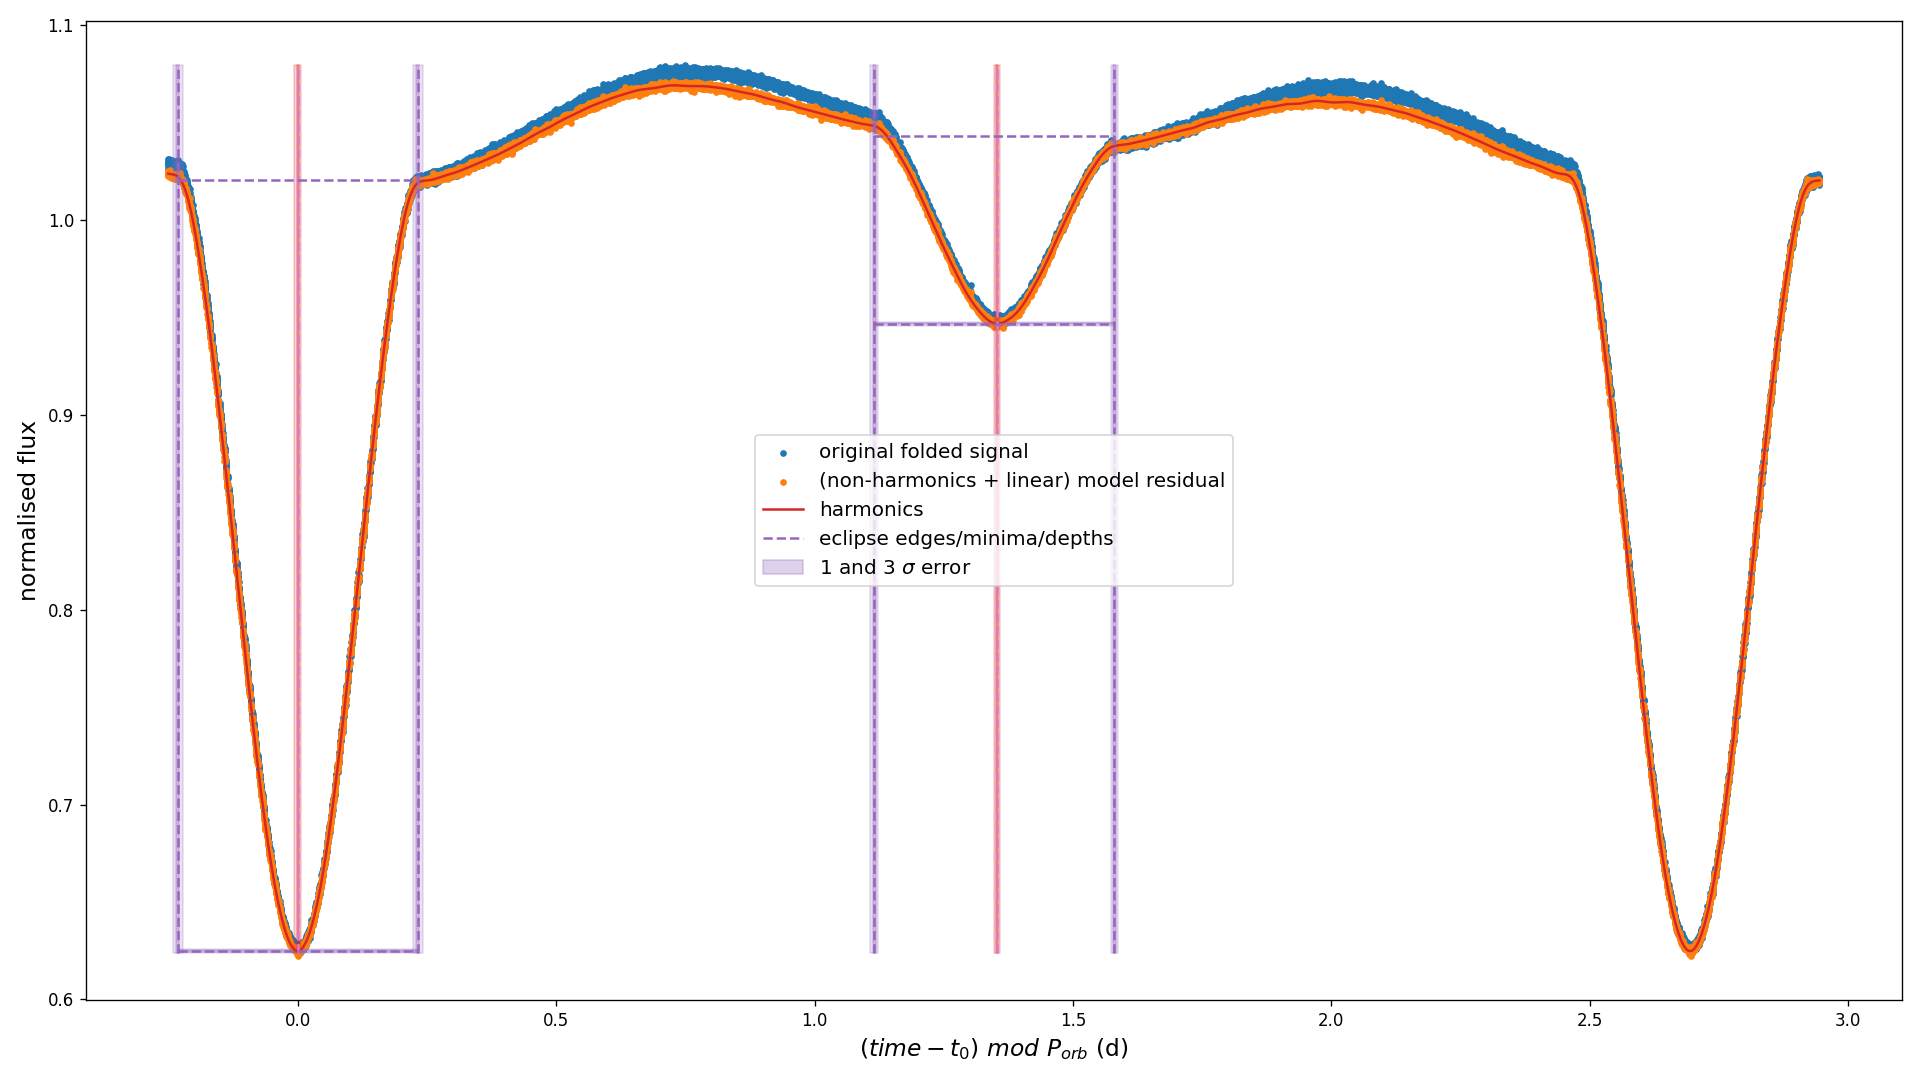 1.1
1.0
0.9
0.8
0.7
0.6
normalised flux
original folded signal
(non-harmonics + linear) model residual
harmonics
eclipse edges/minima/depths
1 and 3 σ error
0.0 0.5 1.0 1.5 2.0 2.5 3.0
(time − t₀) mod Pₒᵣb (d)